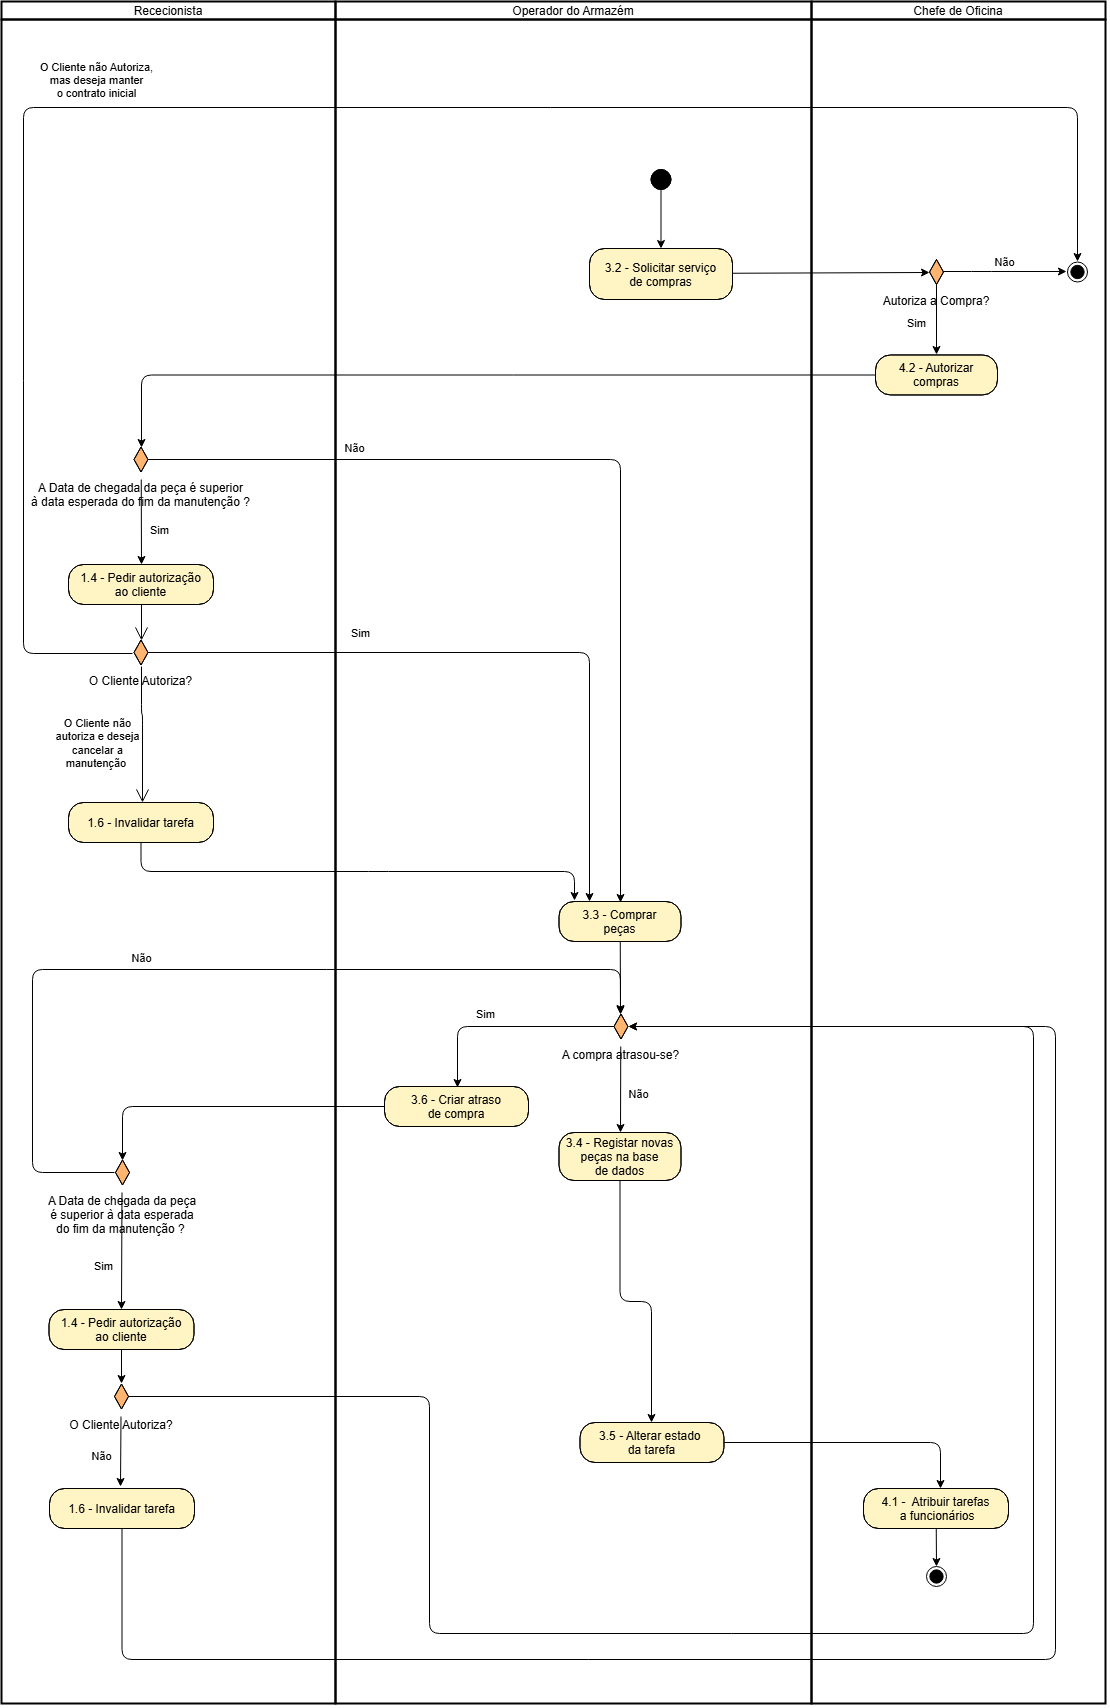 Rececionista
Operador do Armazém
Chefe de Oficina
O Cliente não Autoriza,
mas deseja manter
o contrato inicial
3.2 - Solicitar serviço
de compras
Não
Autoriza a Compra?
Sim
4.2 - Autorizar
compras
Não
A Data de chegada da peça é superior
à data esperada do fim da manutenção ?
Sim
1.4 - Pedir autorização
ao cliente
Sim
O Cliente Autoriza?
O Cliente não
autoriza e deseja
cancelar a
manutenção
1.6 - Invalidar tarefa
3.3 - Comprar
peças
Não
Sim
A compra atrasou-se?
3.6 - Criar atraso
de compra
Não
3.4 - Registar novas
peças na base
de dados
A Data de chegada da peça
é superior à data esperada
do fim da manutenção ?
Sim
1.4 - Pedir autorização
ao cliente
O Cliente Autoriza?
Não
3.5 - Alterar estado
da tarefa
1.6 - Invalidar tarefa
4.1 - Atribuir tarefas
a funcionários